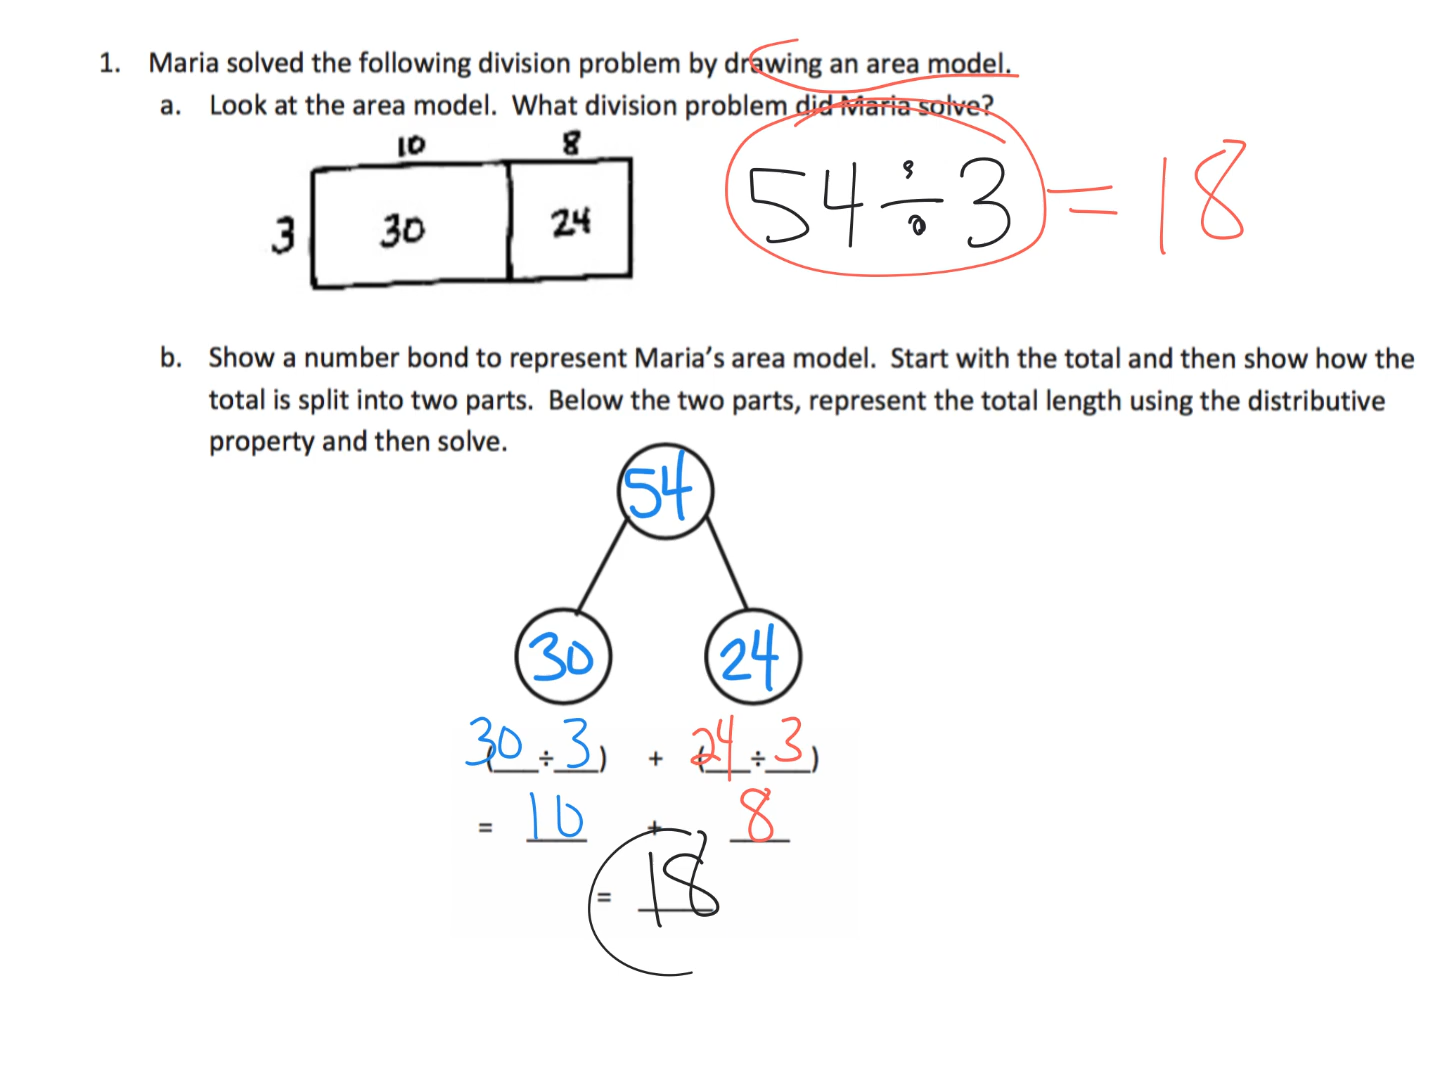 1. Maria solved the following division problem by drawing an area model.
a. Look at the area model. What division problem did Maria solve?
10 8
3 30 24
54 ÷ 3 = 18
b. Show a number bond to represent Maria's area model. Start with the total and then show how the
total is split into two parts. Below the two parts, represent the total length using the distributive
property and then solve.
54
30 24
(30 ÷ 3) + (24 ÷ 3)
= 10 + 8
= 18